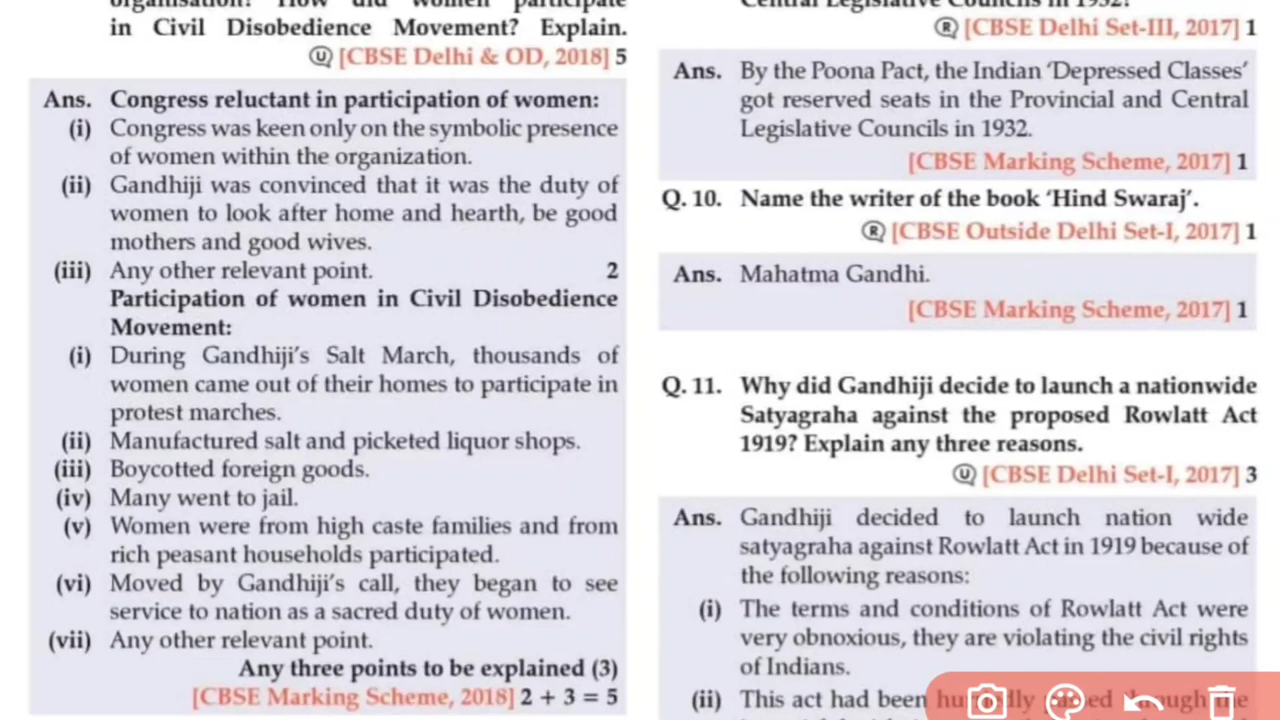 organisation? How did women participate
in Civil Disobedience Movement? Explain.
Ⓤ [CBSE Delhi & OD, 2018] 5
Ans. Congress reluctant in participation of women:
(i) Congress was keen only on the symbolic presence
of women within the organization.
(ii) Gandhiji was convinced that it was the duty of
women to look after home and hearth, be good
mothers and good wives.
(iii) Any other relevant point. 2
Participation of women in Civil Disobedience
Movement:
(i) During Gandhiji's Salt March, thousands of
women came out of their homes to participate in
protest marches.
(ii) Manufactured salt and picketed liquor shops.
(iii) Boycotted foreign goods.
(iv) Many went to jail.
(v) Women were from high caste families and from
rich peasant households participated.
(vi) Moved by Gandhiji's call, they began to see
service to nation as a sacred duty of women.
(vii) Any other relevant point.
Any three points to be explained (3)
[CBSE Marking Scheme, 2018] 2 + 3 = 5
Central Legislative Councils in 1932?
Ⓡ [CBSE Delhi Set-III, 2017] 1
Ans. By the Poona Pact, the Indian 'Depressed Classes'
got reserved seats in the Provincial and Central
Legislative Councils in 1932.
[CBSE Marking Scheme, 2017] 1
Q. 10. Name the writer of the book 'Hind Swaraj'.
Ⓡ [CBSE Outside Delhi Set-I, 2017] 1
Ans. Mahatma Gandhi.
[CBSE Marking Scheme, 2017] 1
Q. 11. Why did Gandhiji decide to launch a nationwide
Satyagraha against the proposed Rowlatt Act
1919? Explain any three reasons.
Ⓤ [CBSE Delhi Set-I, 2017] 3
Ans. Gandhiji decided to launch nation wide
satyagraha against Rowlatt Act in 1919 because of
the following reasons:
(i) The terms and conditions of Rowlatt Act were
very obnoxious, they are violating the civil rights
of Indians.
(ii) This act had been through the